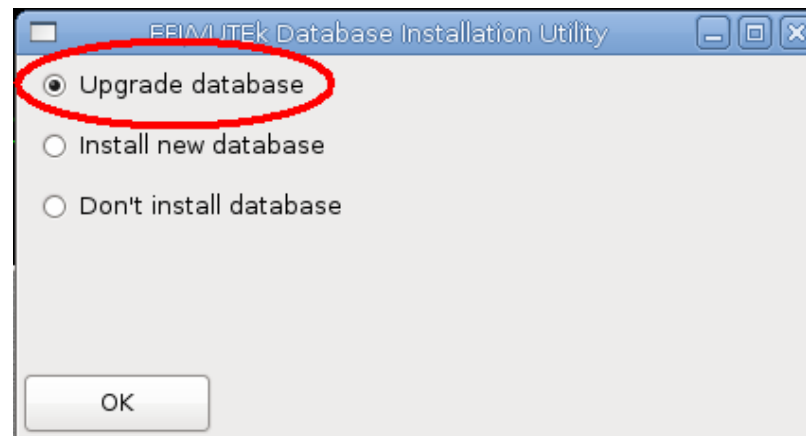 Database Installation Utility
Upgrade database
Install new database
Don't install database
OK